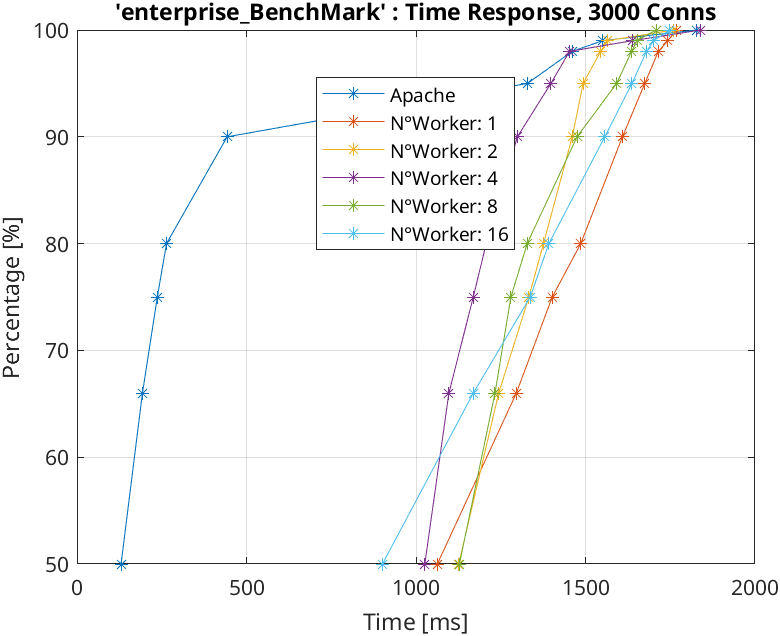 'enterprise_BenchMark' : Time Response, 3000 Conns
100
90
80
70
60
50
Percentage [%]
Apache
N°Worker: 1
N°Worker: 2
N°Worker: 4
N°Worker: 8
N°Worker: 16
0 500 1000 1500 2000
Time [ms]